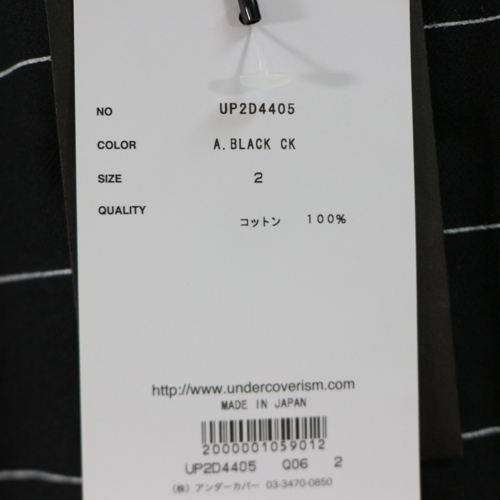 NO UP2D4405
COLOR A.BLACK CK
SIZE 2
QUALITY
コットン 100%
http://www.undercoverism.com
MADE IN JAPAN
2000001059012
UP2D4405 Q06 2
(株) アンダーカバー 03-3470-0850